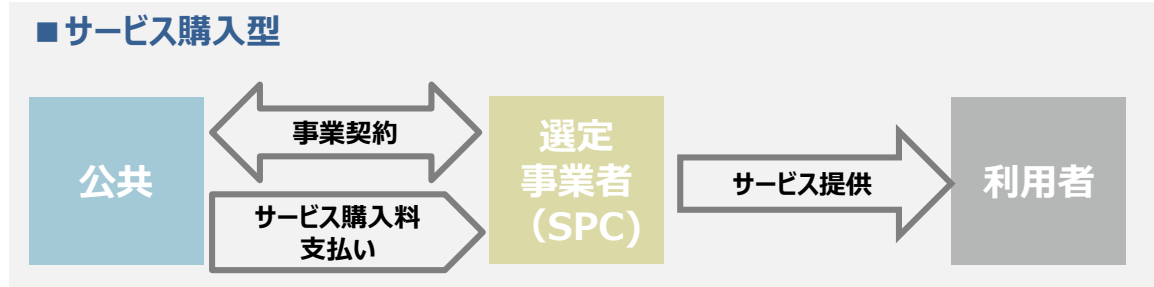 ■サービス購入型
公共
事業契約
サービス購入料
支払い
選定
事業者
（SPC)
サービス提供
利用者